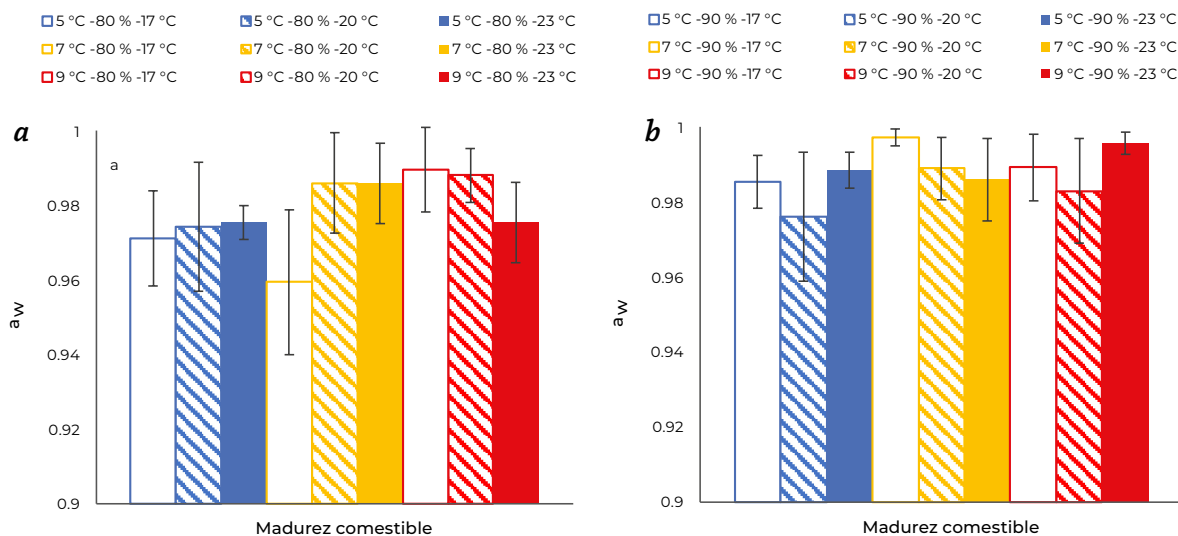 5 °C -80 % -17 °C
5 °C -80 % -20 °C
5 °C -80 % -23 °C
7 °C -80 % -17 °C
7 °C -80 % -20 °C
7 °C -80 % -23 °C
9 °C -80 % -17 °C
9 °C -80 % -20 °C
9 °C -80 % -23 °C
a
a
1
0.98
0.96
0.94
0.92
0.9
aw
Madurez comestible
5 °C -90 % -17 °C
5 °C -90 % -20 °C
5 °C -90 % -23 °C
7 °C -90 % -17 °C
7 °C -90 % -20 °C
7 °C -90 % -23 °C
9 °C -90 % -17 °C
9 °C -90 % -20 °C
9 °C -90 % -23 °C
b
1
0.98
0.96
0.94
0.92
0.9
aw
Madurez comestible